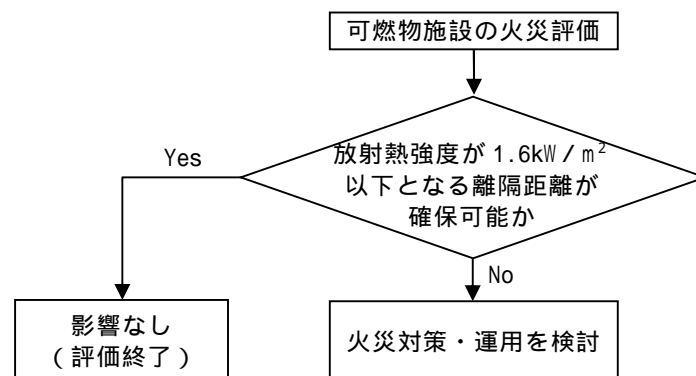 可燃物施設の火災評価
放射熱強度が1.6kW/m²
以下となる離隔距離が
確保可能か
Yes
No
影響なし
(評価終了)
火災対策・運用を検討